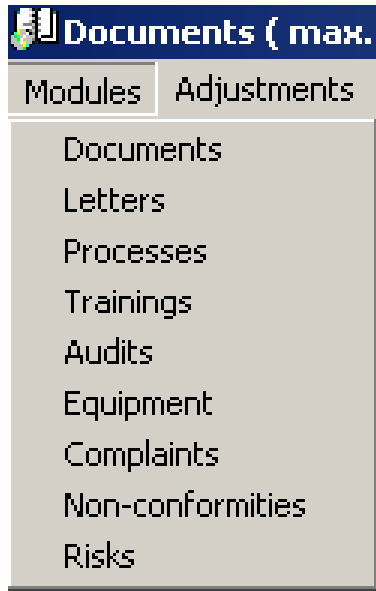 Documents ( max.
Modules Adjustments
Documents
Letters
Processes
Trainings
Audits
Equipment
Complaints
Non-conformities
Risks